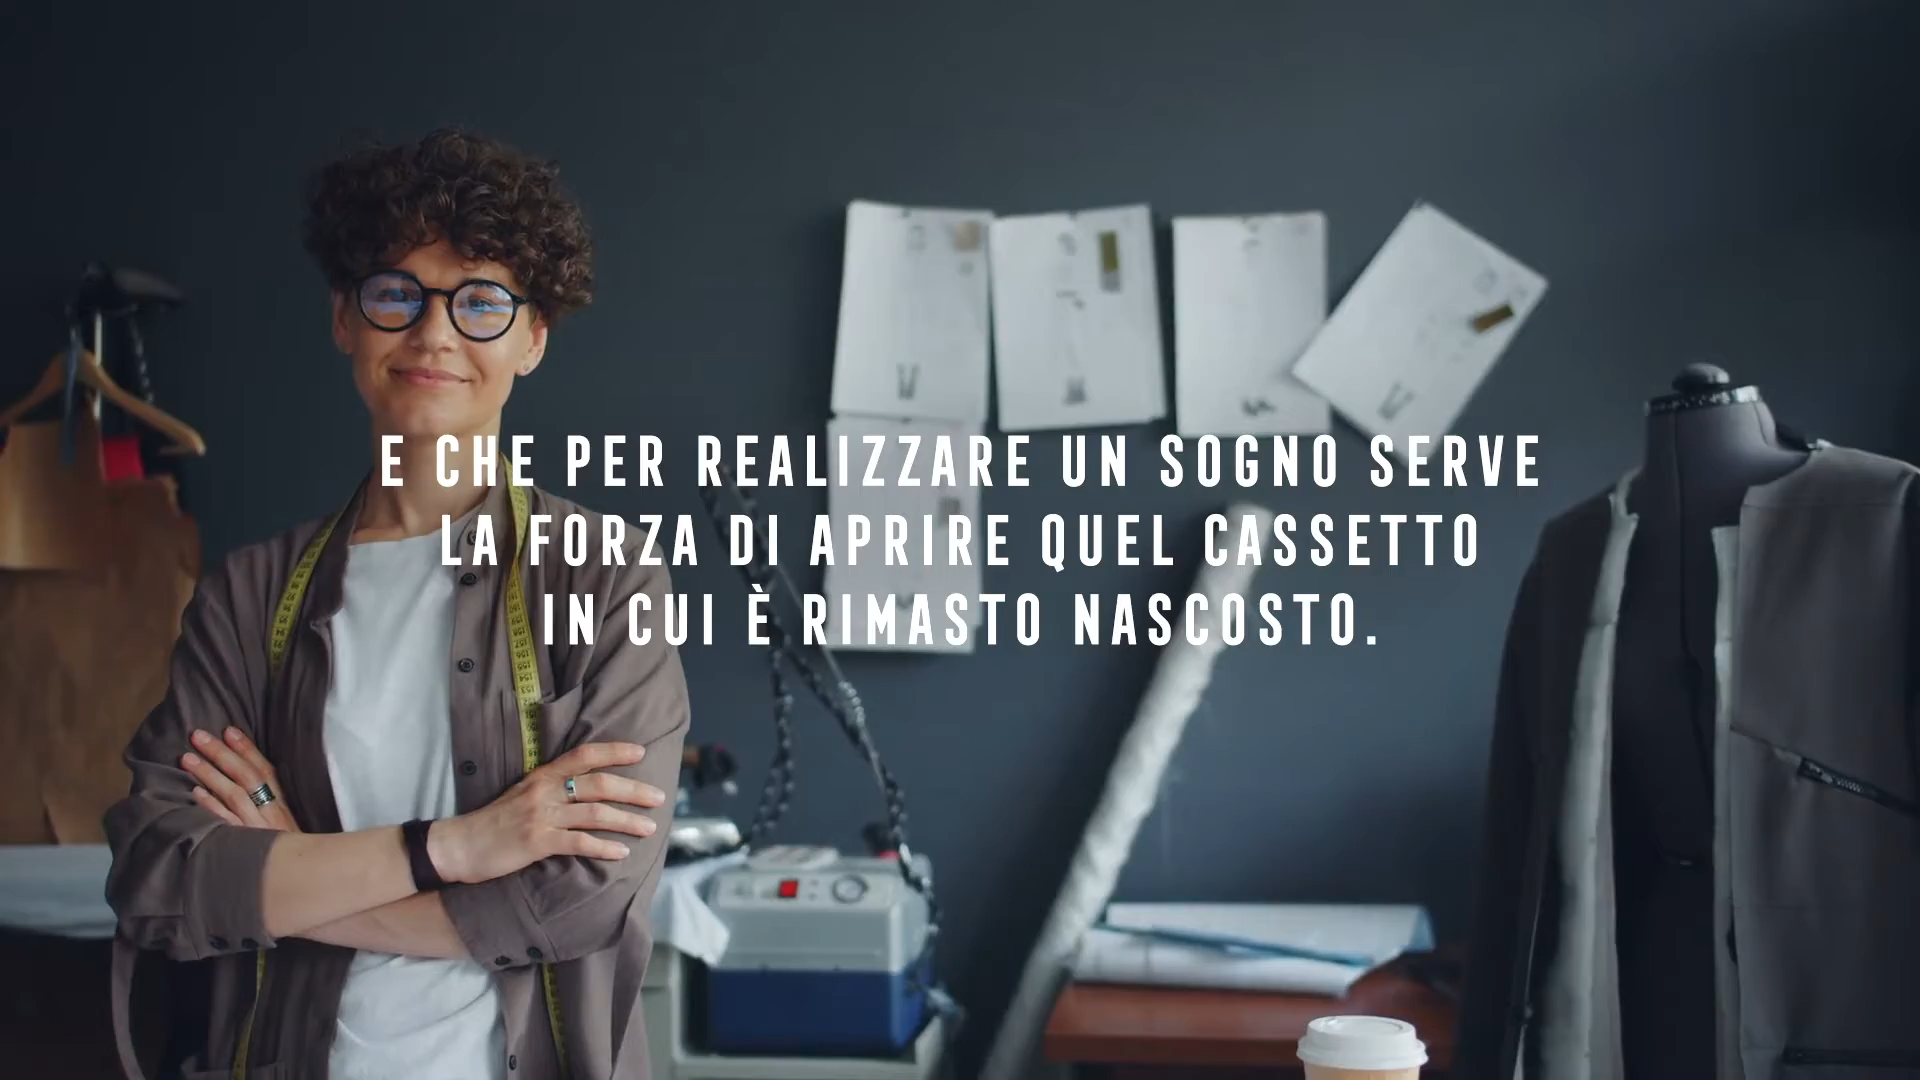 E CHE PER REALIZZARE UN SOGNO SERVE
LA FORZA DI APRIRE QUEL CASSETTO
IN CUI È RIMASTO NASCOSTO.